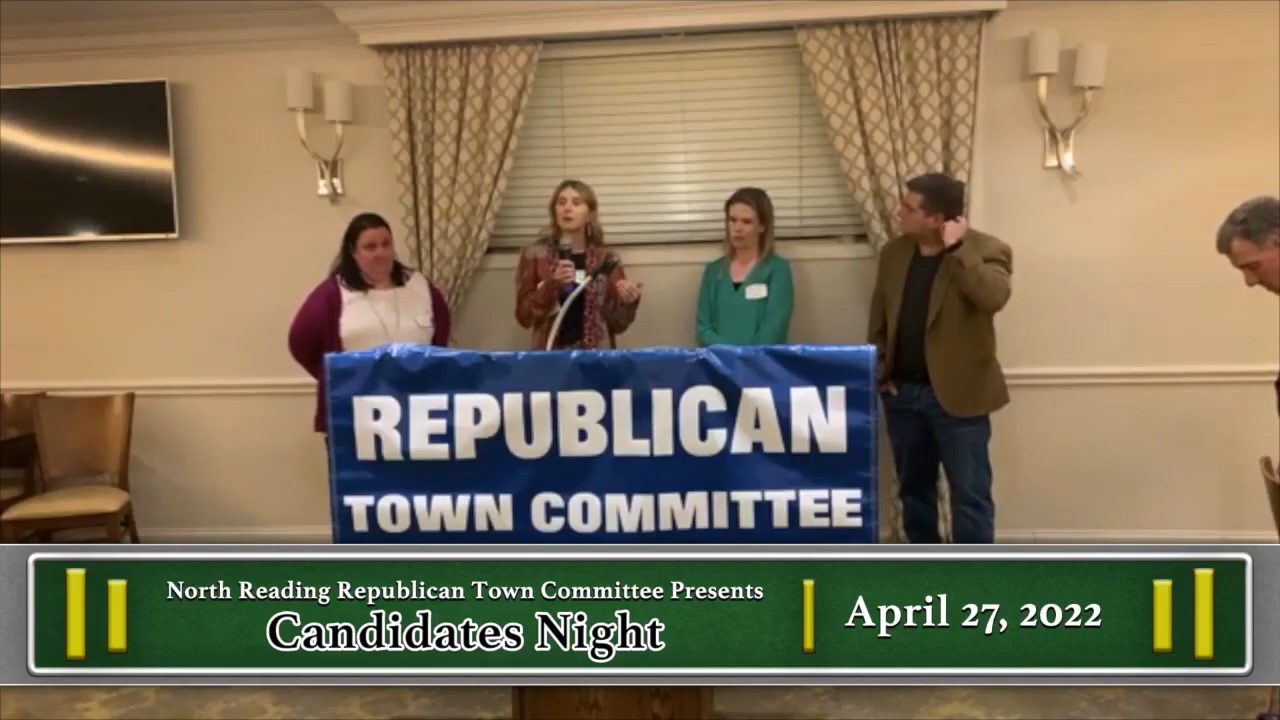 REPUBLICAN
TOWN COMMITTEE
North Reading Republican Town Committee Presents
Candidates Night
April 27, 2022